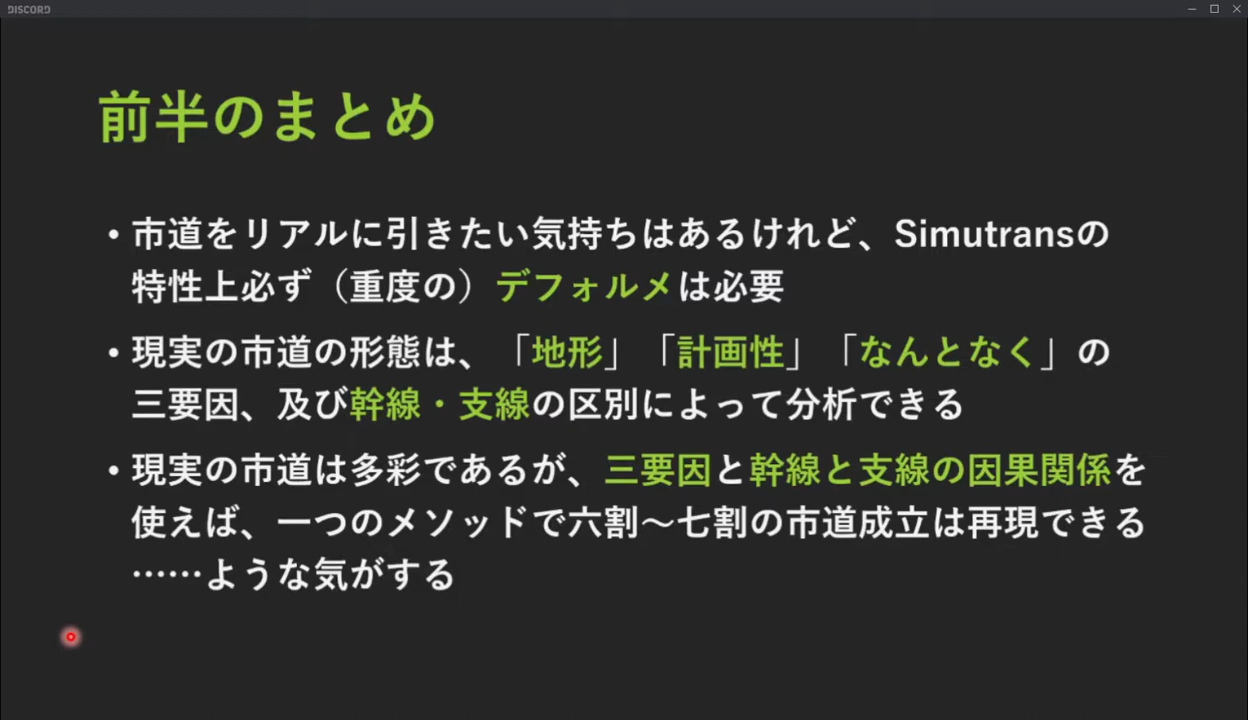 DISCORD
前半のまとめ
• 市道をリアルに引きたい気持ちはあるけれど、Simutransの
特性上必ず（重度の）デフォルメは必要
• 現実の市道の形態は、「地形」「計画性」「なんとなく」の
三要因、及び幹線・支線の区別によって分析できる
• 現実の市道は多彩であるが、三要因と幹線と支線の因果関係を
使えば、一つのメソッドで六割～七割の市道成立は再現できる
……ような気がする